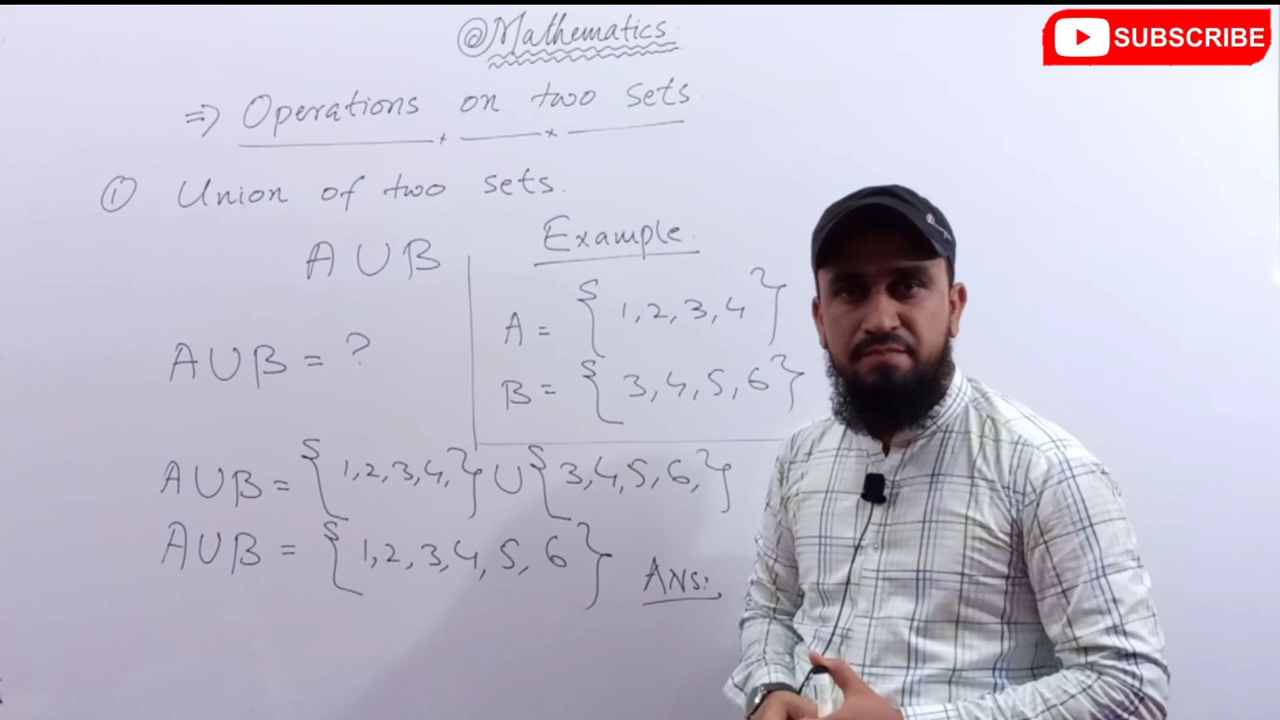 @Mathematics
SUBSCRIBE
⇒ Operations on two sets
① Union of two sets.
A∪B
Example.
A = {1,2,3,4}
A∪B = ?
B = {3,4,5,6}
A∪B = {1,2,3,4,}∪{3,4,5,6,}
A∪B = {1,2,3,4,5,6} ANS: